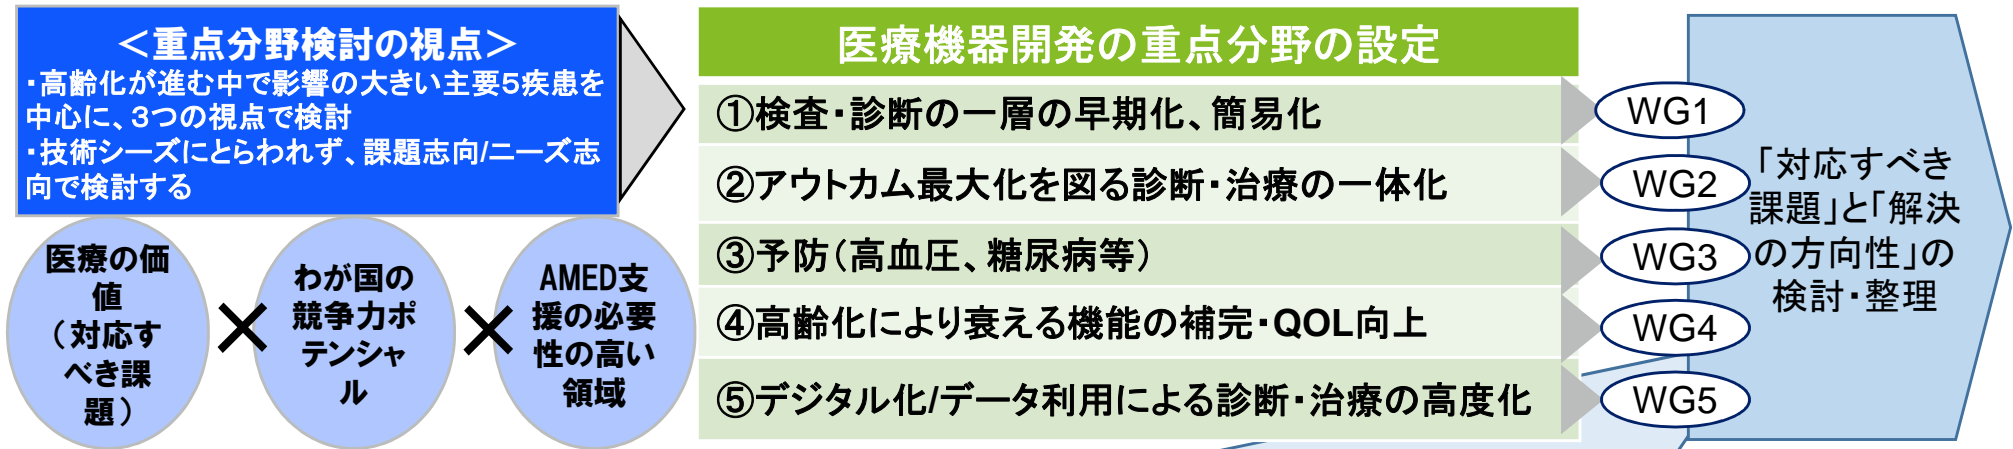 ＜重点分野検討の視点＞
・高齢化が進む中で影響の大きい主要5疾患を
中心に、3つの視点で検討
・技術シーズにとらわれず、課題志向/ニーズ志
向で検討する
医療の価
値
（対応す
べき課
題）
×
わが国の
競争力ポ
テンシャ
ル
×
AMED支
援の必要
性の高い
領域
医療機器開発の重点分野の設定
①検査・診断の一層の早期化、簡易化
②アウトカム最大化を図る診断・治療の一体化
③予防（高血圧、糖尿病等）
④高齢化により衰える機能の補完・QOL向上
⑤デジタル化/データ利用による診断・治療の高度化
WG1
WG2
WG3
WG4
WG5
「対応すべき
課題」と「解決
の方向性」の
検討・整理